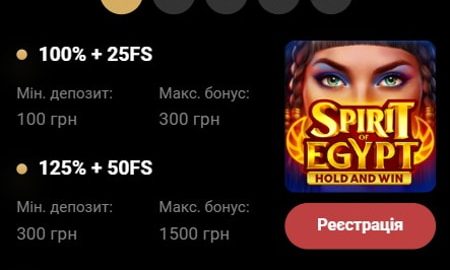 100% + 25FS
Мін. депозит: Макс. бонус:
100 грн 300 грн
125% + 50FS
Мін. депозит: Макс. бонус:
300 грн 1500 грн
SPIRIT
OF
EGYPT
HOLD AND WIN
Реєстрація